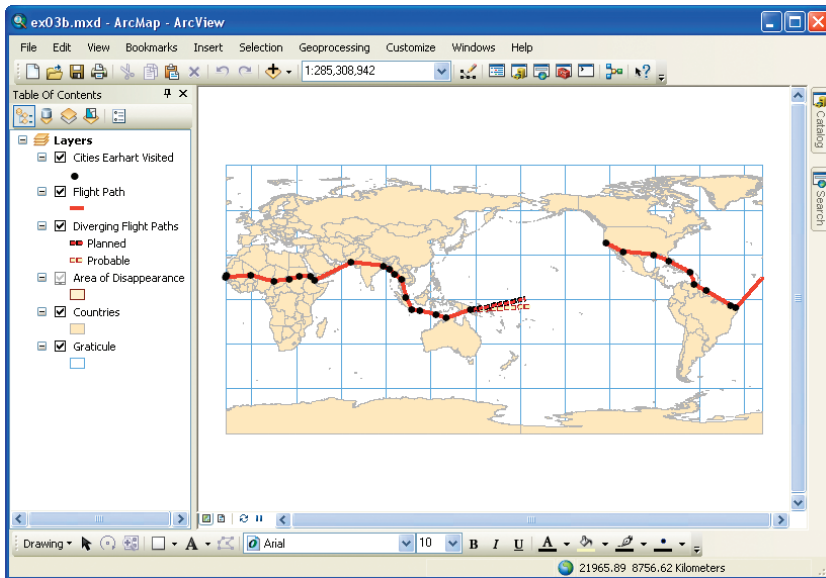 ex03b.mxd - ArcMap - ArcView
File Edit View Bookmarks Insert Selection Geoprocessing Customize Windows Help
1:285,308,942
Table Of Contents
Layers
Cities Earhart Visited
Flight Path
Diverging Flight Paths
Planned
Probable
Area of Disappearance
Countries
Graticule
Catalog
Search
Drawing
A
Arial
10
B I U A
21965.89 8756.62 Kilometers